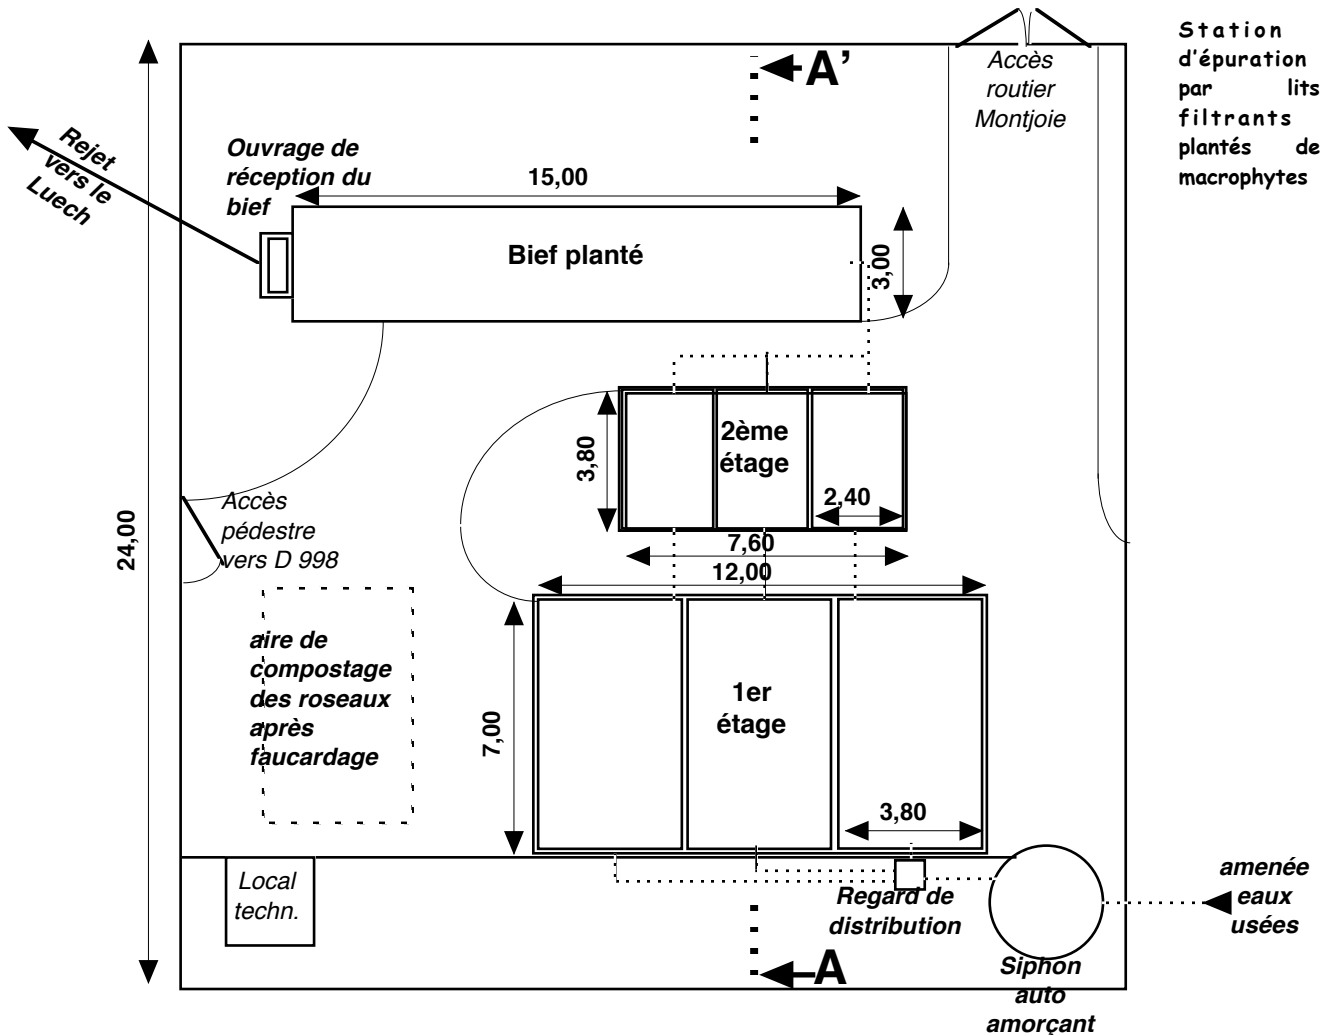 Station
d'épuration
par lits
filtrants
plantés de
macrophytes
A'
Accès
routier
Montjoie
Rejet
vers le
Luech
Ouvrage de
réception du
bief
15,00
Bief planté
3,00
2ème
étage
3,80
2,40
7,60
12,00
24,00
Accès
pédestre
vers D 998
aire de
compostage
des roseaux
après
faucardage
1er
étage
7,00
3,80
Local
techn.
Regard de
distribution
amenée
eaux
usées
A
Siphon
auto
amorçant